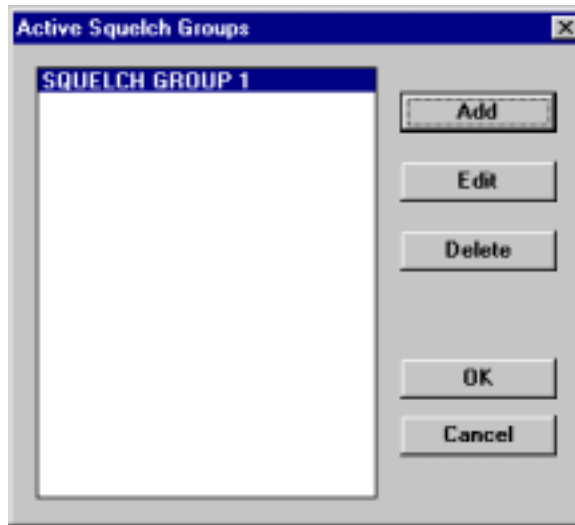 Active Squelch Groups
SQUELCH GROUP 1
Add
Edit
Delete
OK
Cancel